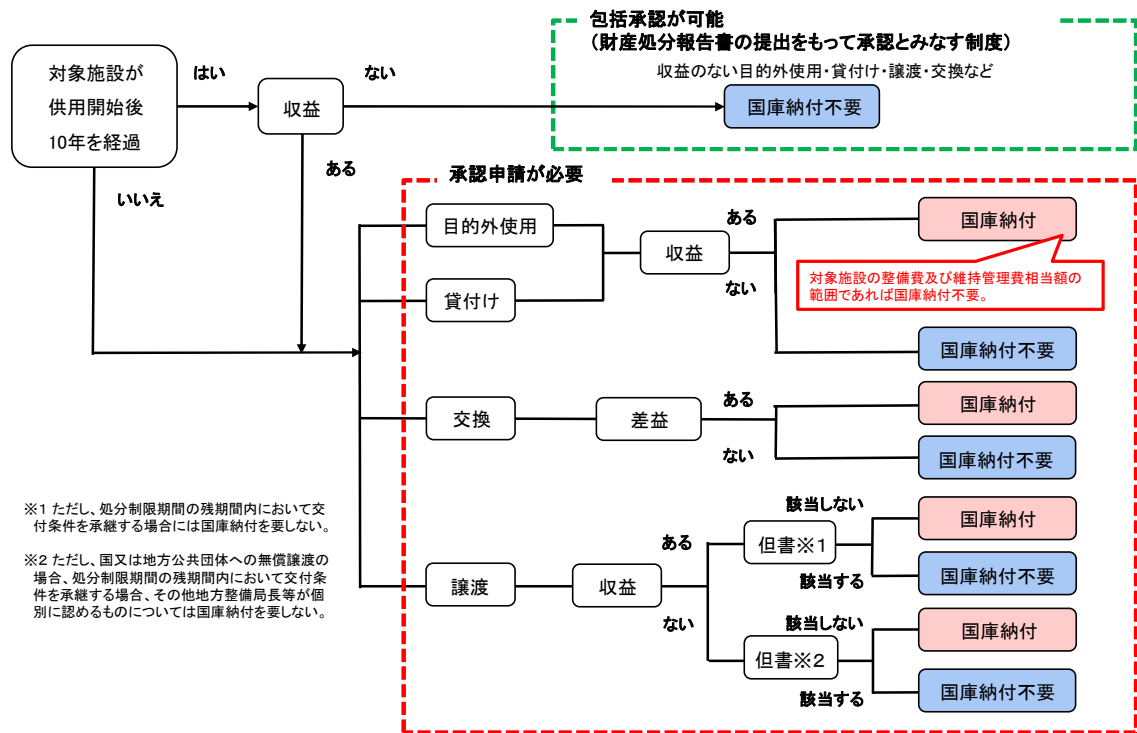 包括承認が可能
（財産処分報告書の提出をもって承認とみなす制度）
収益のない目的外使用・貸付け・譲渡・交換など
国庫納付不要
対象施設が
供用開始後
10年を経過
はい
いいえ
収益
ない
ある
承認申請が必要
目的外使用
貸付け
収益
ある
ない
国庫納付
対象施設の整備費及び維持管理費相当額の
範囲であれば国庫納付不要。
国庫納付不要
交換
差益
ある
ない
国庫納付
国庫納付不要
譲渡
収益
ある
ない
但書※1
該当しない
該当する
国庫納付
国庫納付不要
但書※2
該当しない
該当する
国庫納付
国庫納付不要
※1 ただし、処分制限期間の残期間内において交
付条件を承継する場合には国庫納付を要しない。
※2 ただし、国又は地方公共団体への無償譲渡の
場合、処分制限期間の残期間内において交付条
件を承継する場合、その他地方整備局長等が個
別に認めるものについては国庫納付を要しない。